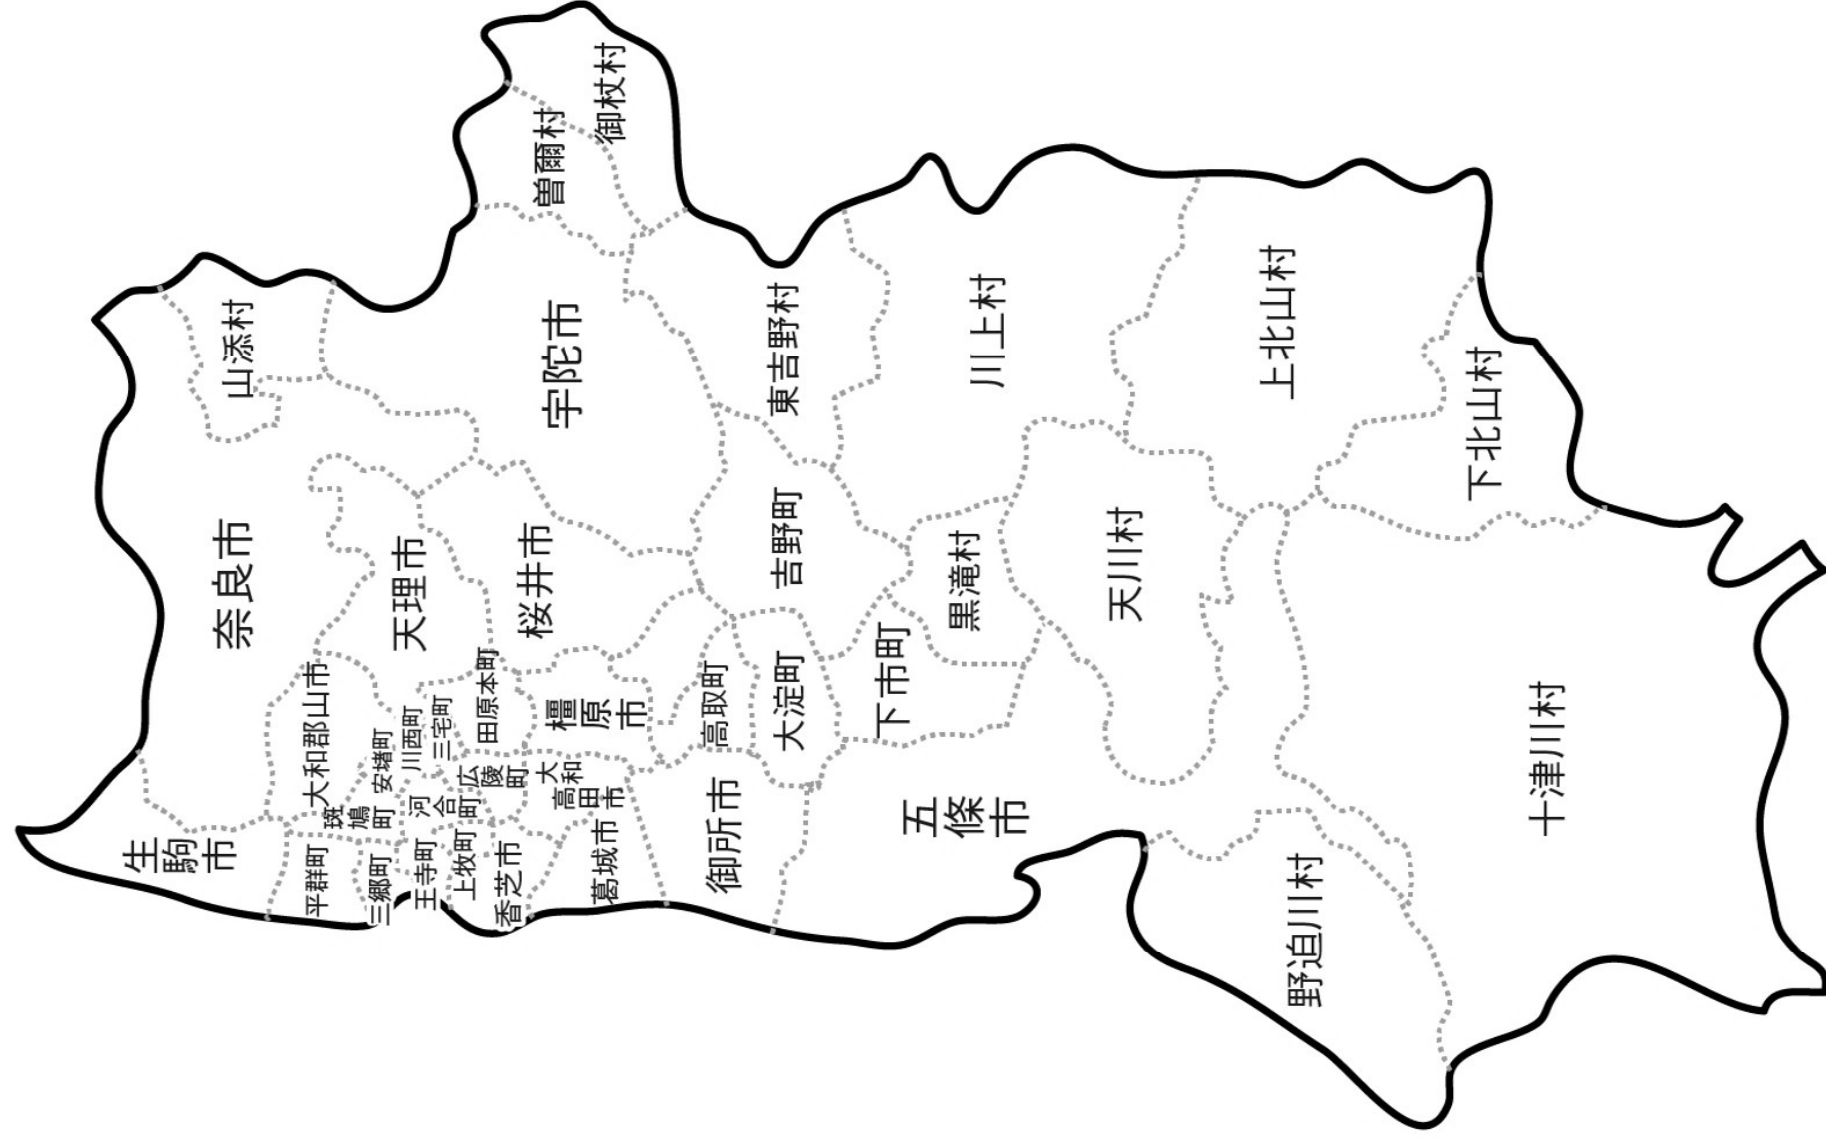 生駒市
奈良市
山添村
平群町
大和郡山市
斑鳩町
安堵町
三郷町
天理市
川西町
三宅町
河合町
王寺町
上牧町
広陵町
田原本町
桜井市
宇陀市
曽爾村
御杖村
香芝市
大和高田市
橿原市
葛城市
御所市
高取町
大淀町
吉野町
東吉野村
五條市
下市町
黒滝村
川上村
天川村
上北山村
下北山村
野迫川村
十津川村